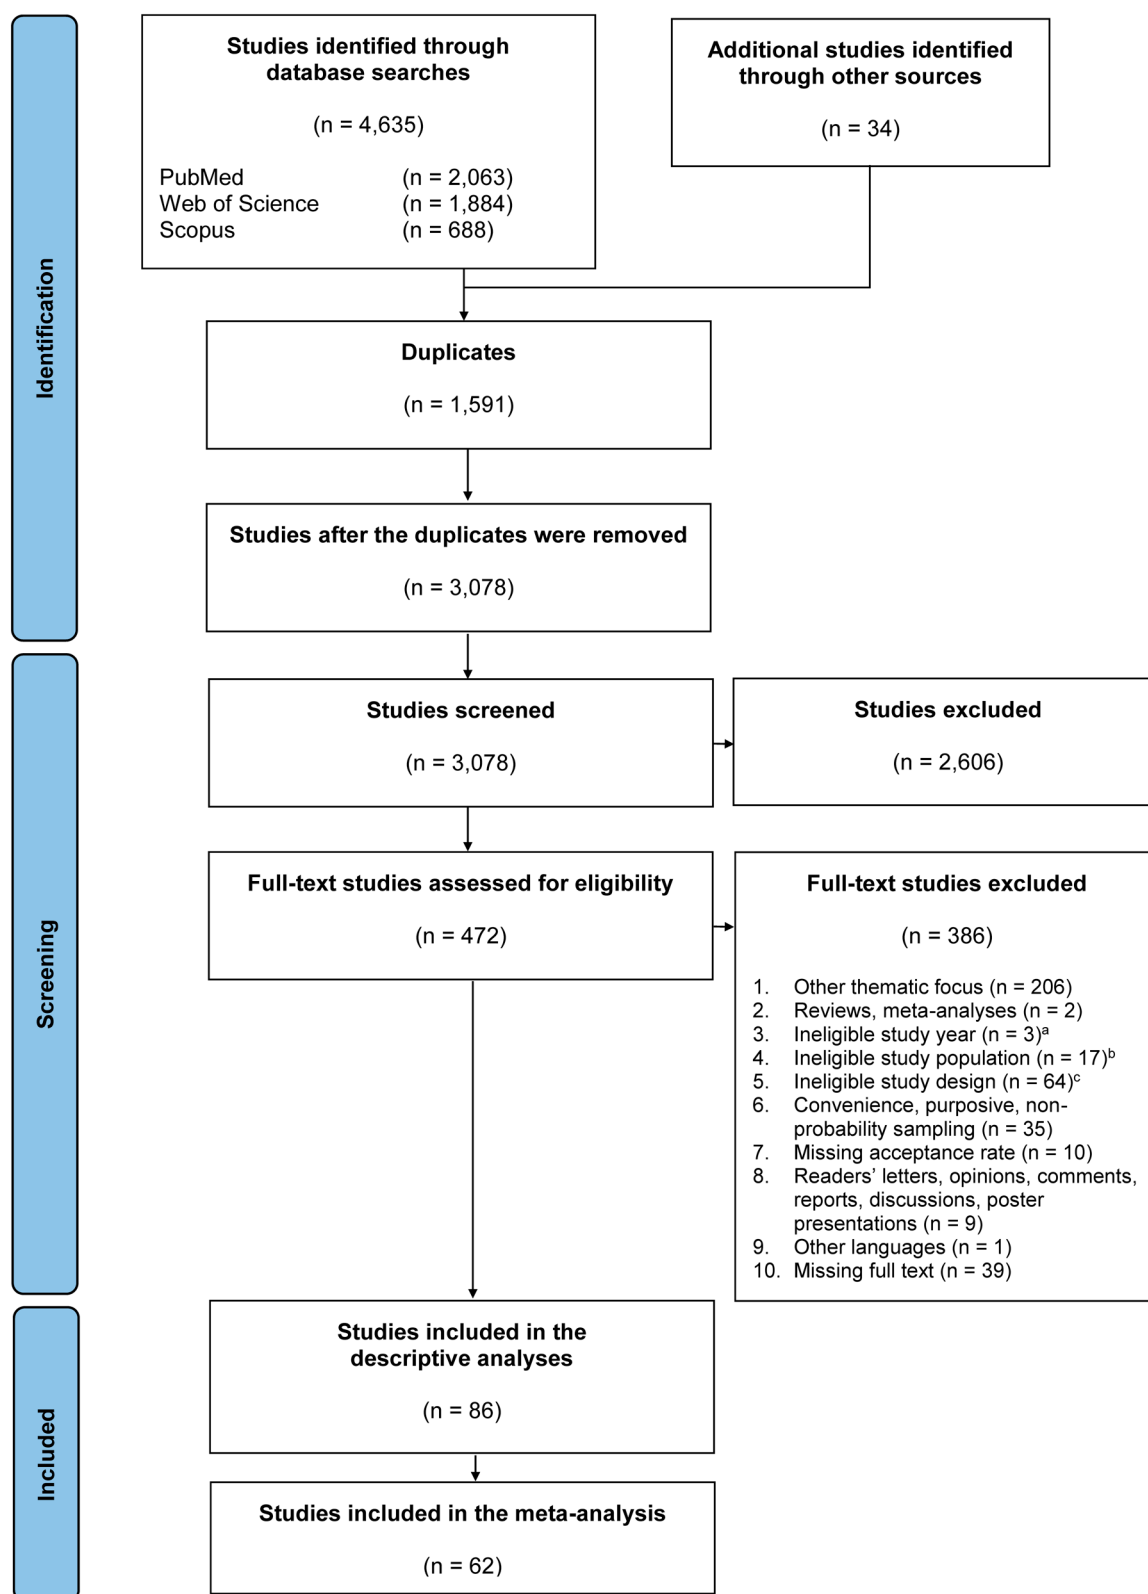 Identification
Studies identified through
database searches
(n = 4,635)
PubMed (n = 2,063)
Web of Science (n = 1,884)
Scopus (n = 688)
Additional studies identified
through other sources
(n = 34)
Duplicates
(n = 1,591)
Studies after the duplicates were removed
(n = 3,078)
Screening
Studies screened
(n = 3,078)
Studies excluded
(n = 2,606)
Full-text studies assessed for eligibility
(n = 472)
Full-text studies excluded
(n = 386)
1. Other thematic focus (n = 206)
2. Reviews, meta-analyses (n = 2)
3. Ineligible study year (n = 3)ᵃ
4. Ineligible study population (n = 17)ᵇ
5. Ineligible study design (n = 64)ᶜ
6. Convenience, purposive, non-
probability sampling (n = 35)
7. Missing acceptance rate (n = 10)
8. Readers’ letters, opinions, comments,
reports, discussions, poster
presentations (n = 9)
9. Other languages (n = 1)
10. Missing full text (n = 39)
Included
Studies included in the
descriptive analyses
(n = 86)
Studies included in the meta-analysis
(n = 62)